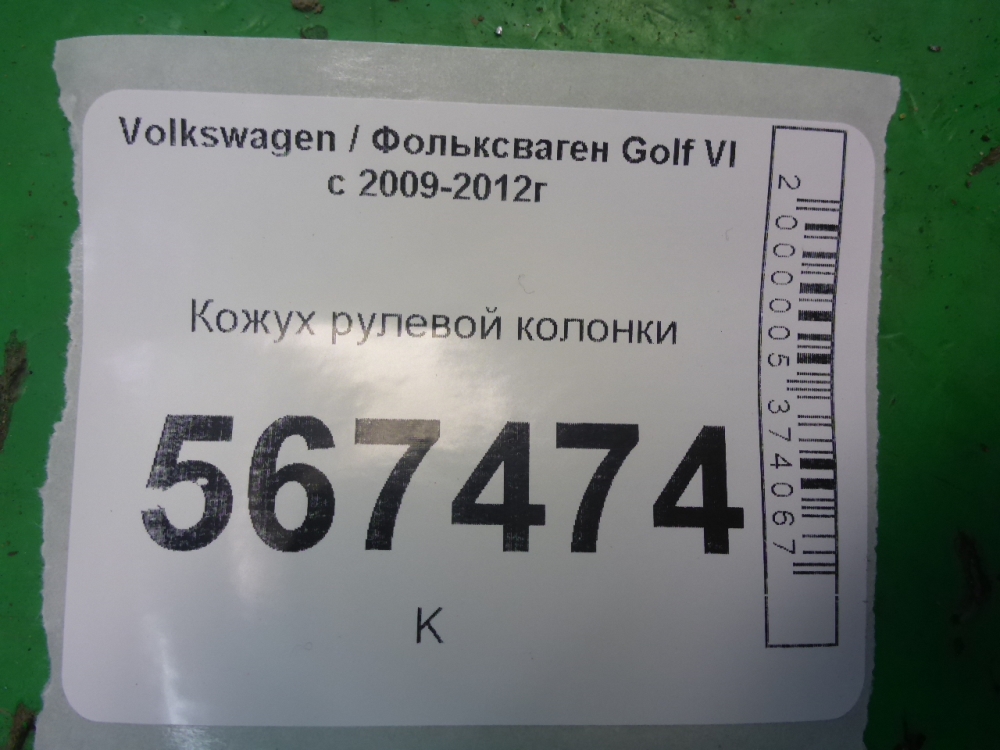 Volkswagen / Фольксваген Golf VI
с 2009-2012г
Кожух рулевой колонки
567474
К
2000005374067